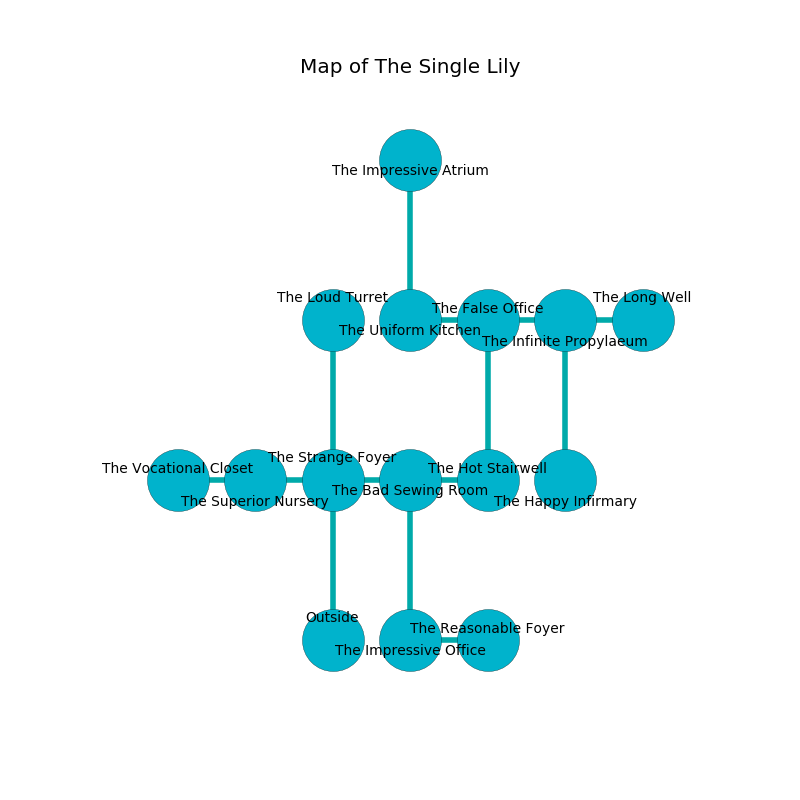 Map of The Single Lily
The Impressive Atrium
The Loud Turret
The Long Well
The False Office
The Uniform Kitchen
The Infinite Propylaeum
The Strange Foyer
The Vocational Closet
The Hot Stairwell
The Bad Sewing Room
The Superior Nursery
The Happy Infirmary
Outside
The Reasonable Foyer
The Impressive Office